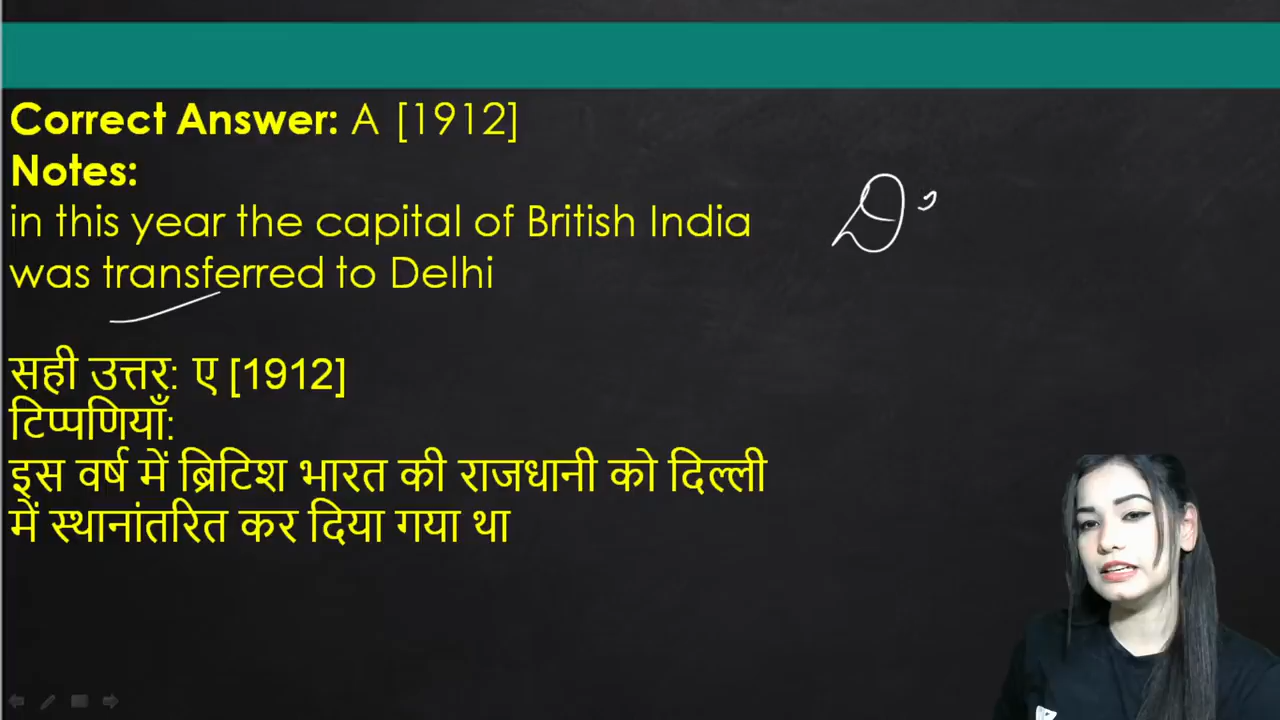 Correct Answer: A [1912]
Notes:
in this year the capital of British India
was transferred to Delhi
सही उत्तर: ए [1912]
टिप्पणियाँ:
इस वर्ष में ब्रिटिश भारत की राजधानी को दिल्ली
में स्थानांतरित कर दिया गया था